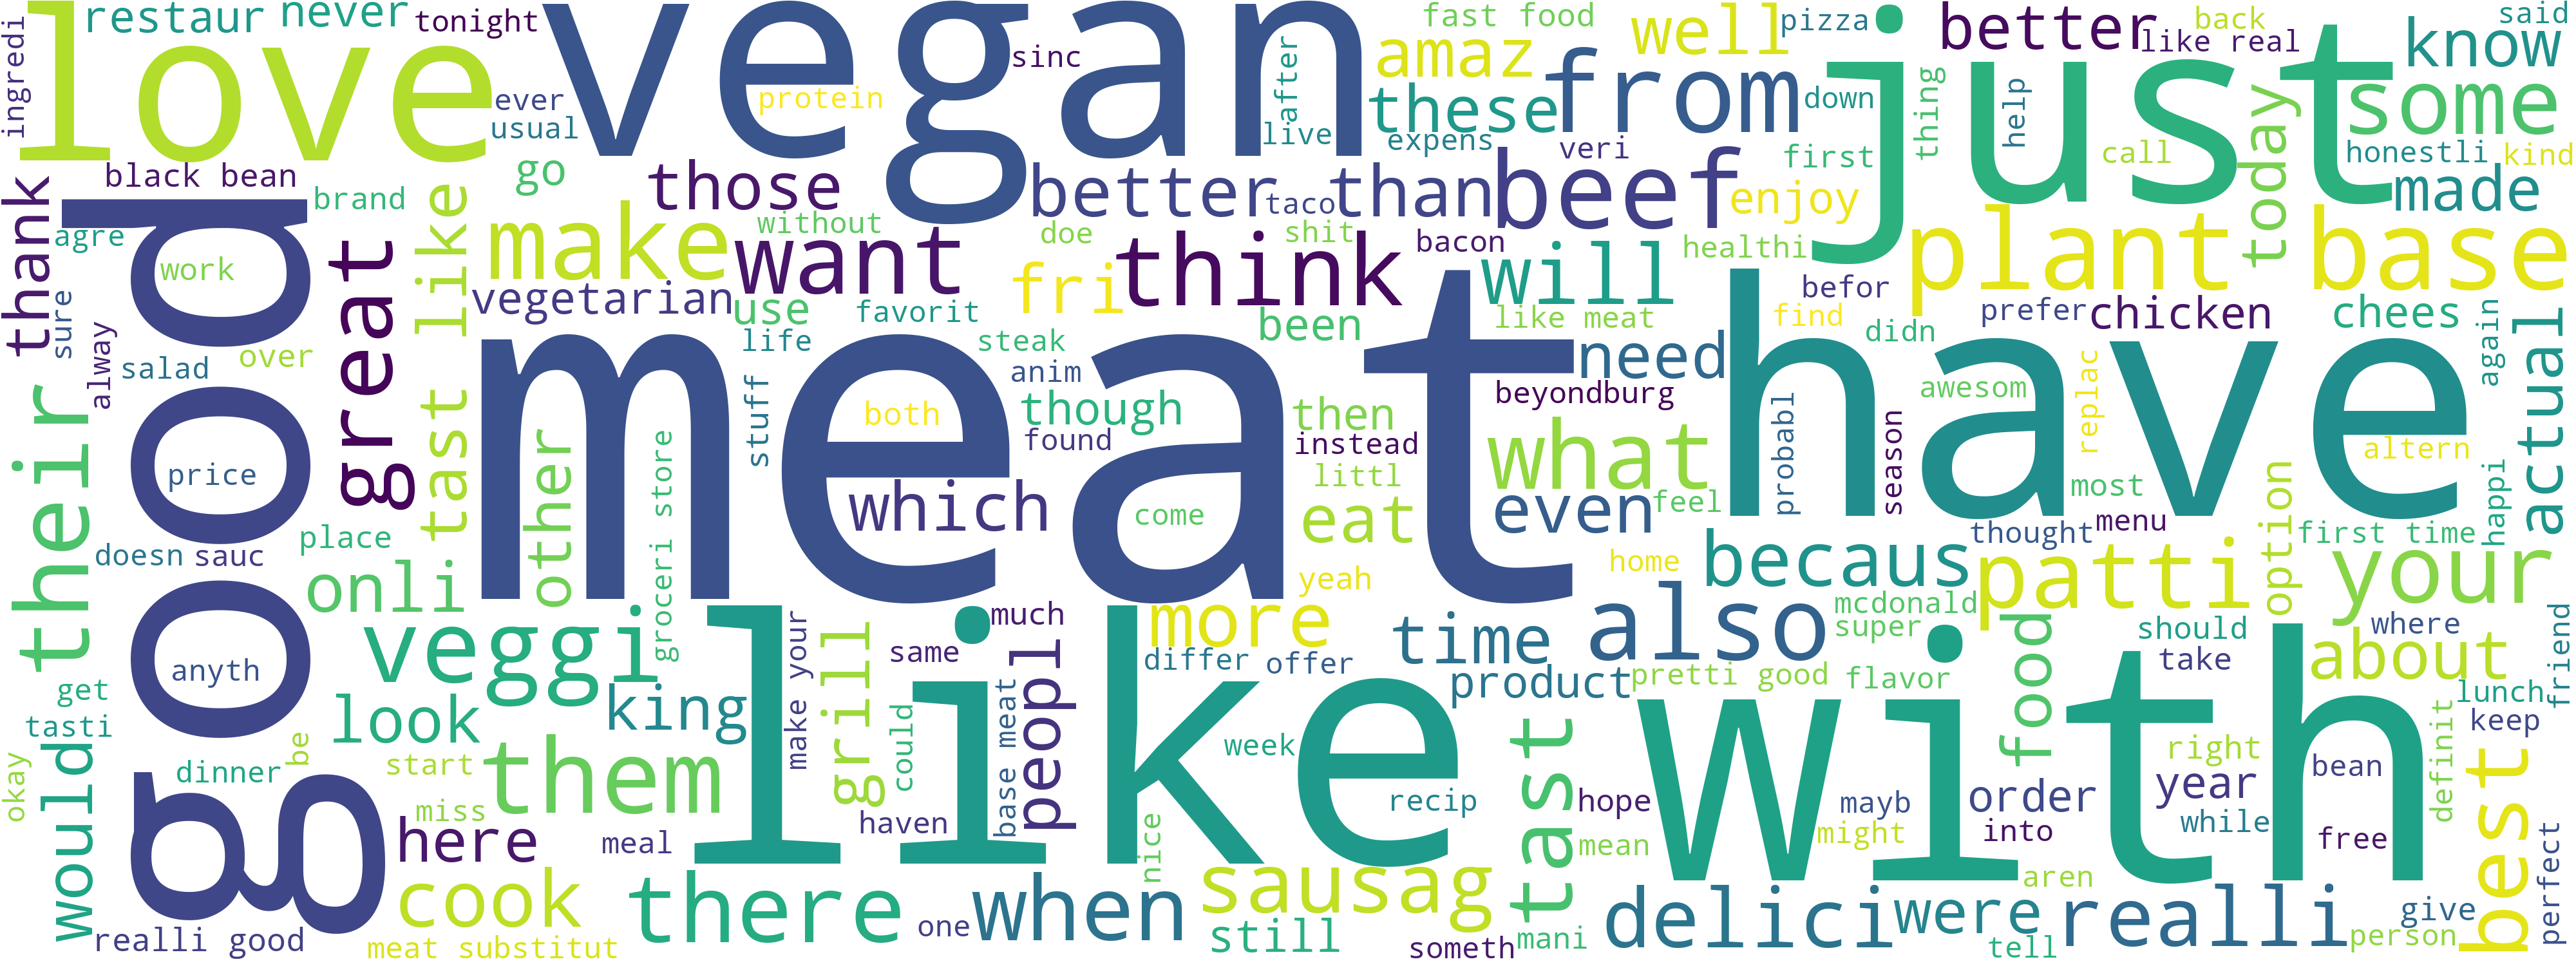 love
vegan
just
meat
have
good
like
with
restaur
never
tonight
ingredi
sinc
ever
usual
protein
after
live
fast food
well
pizza
amaz
these
from
expens
veri
down
better
like real
back
said
know
some
thing
help
first
call
today
honestli
kind
made
black bean
thank
brand
agre
go
those
make
want
without
better than
taco
beef
enjoy
doe
shit
bacon
healthi
think
will
plant base
work
great
tast like
vegetarian
use
favorit
fri
been
like meat
befor
find
prefer
chicken
didn
chees
again
sure
alway
over
salad
life
steak
anim
need
their
price
stuff
both
though
found
then
instead
beyondburg
awesom
replac
actual
other
groceri store
which
come
littl
what
even
feel
probabl
season
most
altern
thought
menu
option
first time
happi
doesn
sauc
place
onli
eat
yeah
home
becaus
patti
your
anyth
veggi
more
much
also
mcdonald
super
food
should
where
about
friend
get
tasti
would
look
king
make your
grill
same
differ
offer
time
peopl
product
pretti good
flavor
take
lunch
keep
okay
dinner
be
start
them
could
base meat
week
tast
right
year
bean
definit
miss
here
meal
haven
recip
hope
mayb
order
might
into
while
free
best
perfect
cook
there
one
when
nice
sausag
mean
aren
realli good
meat substitut
still
someth
mani
delici
were
realli
tell
give
person